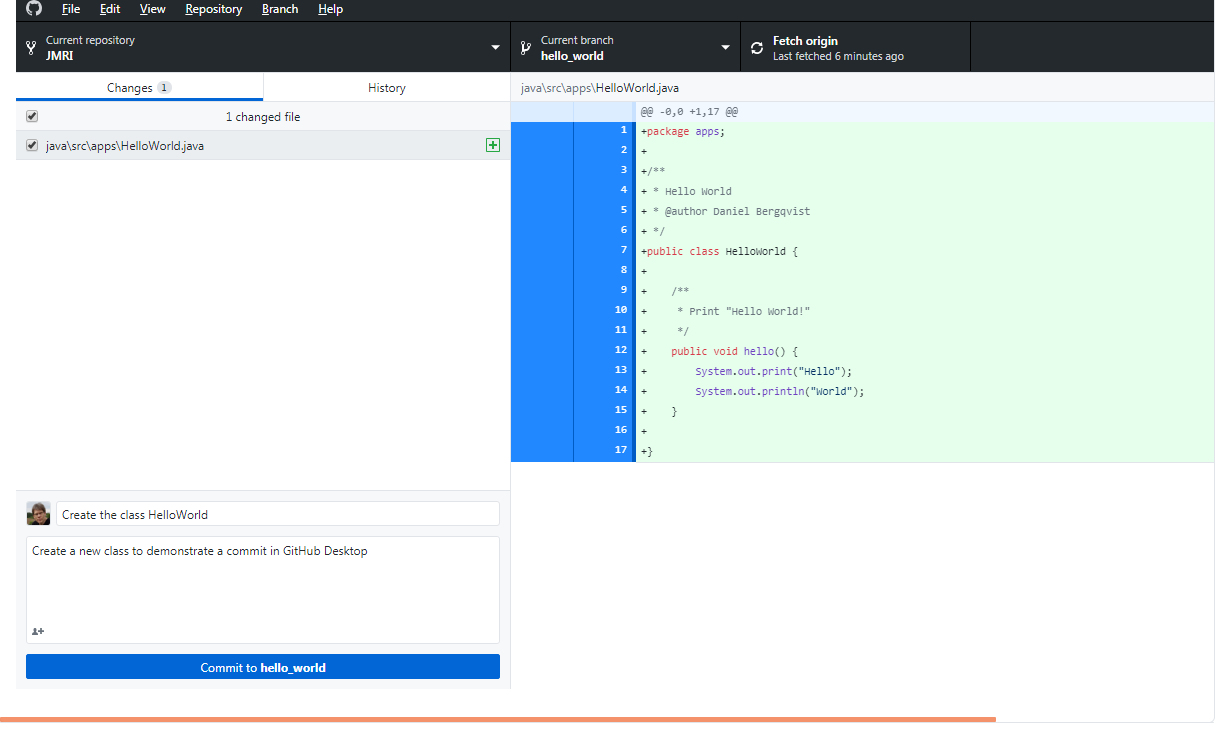 File Edit View Repository Branch Help
Current repository
JMRI
Current branch
hello_world
Fetch origin
Last fetched 6 minutes ago
Changes 1 History
1 changed file
java\src\apps\HelloWorld.java
Create the class HelloWorld
Create a new class to demonstrate a commit in GitHub Desktop
Commit to hello_world
java\src\apps\HelloWorld.java
@@ -0,0 +1,17 @@
1 +package apps;
2 +
3 +/**
4 + * Hello World
5 + * @author Daniel Bergqvist
6 + */
7 +public class HelloWorld {
8 +
9 +    /**
10 +     * Print "Hello World!"
11 +     */
12 +    public void hello() {
13 +        System.out.print("Hello");
14 +        System.out.println("World");
15 +    }
16 +
17 +}